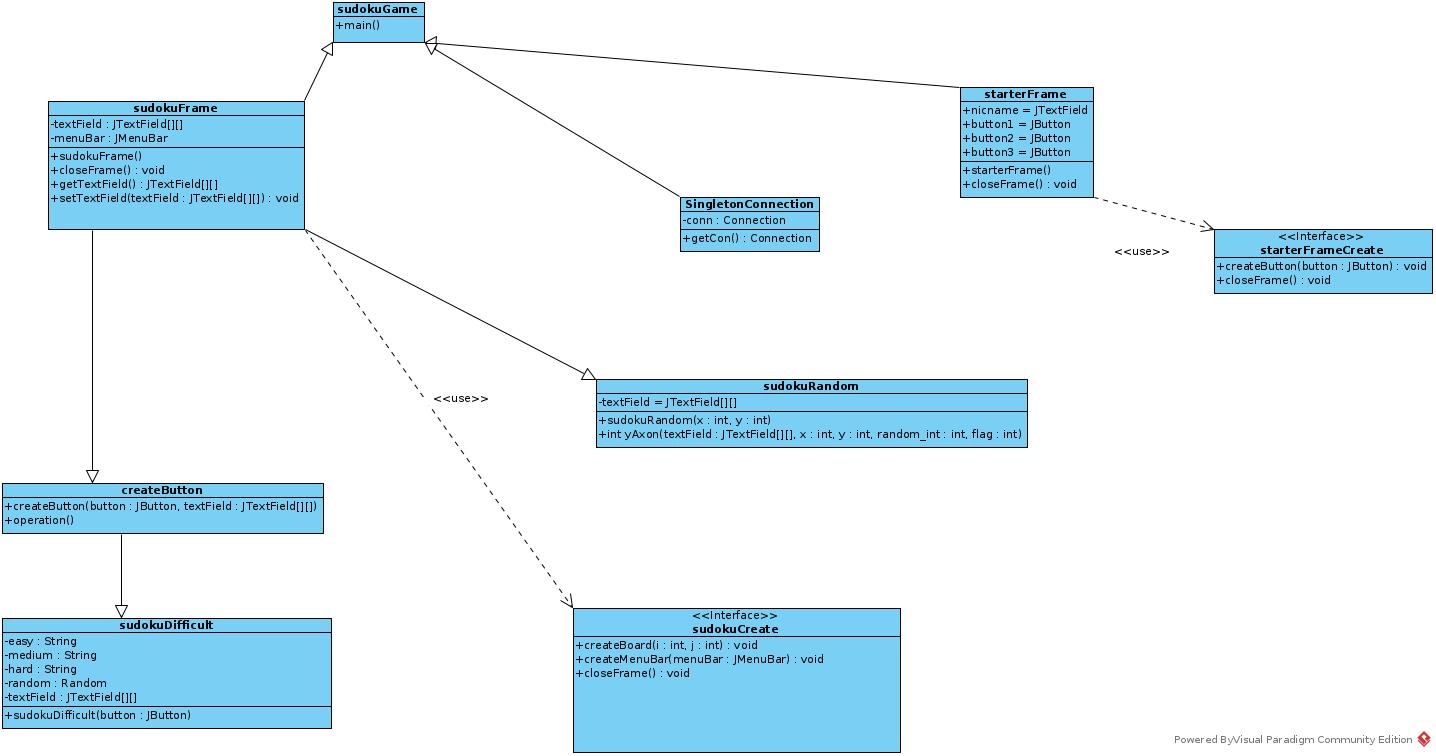 sudokuGame
+main()
sudokuFrame
-textField : JTextField[][]
-menuBar : JMenuBar
+sudokuFrame()
+closeFrame() : void
+getTextField() : JTextField[][]
+setTextField(textField : JTextField[][]) : void
starterFrame
+nicname = JTextField
+button1 = JButton
+button2 = JButton
+button3 = JButton
+starterFrame()
+closeFrame() : void
SingletonConnection
-conn : Connection
+getCon() : Connection
<<Interface>>
starterFrameCreate
+createButton(button : JButton) : void
+closeFrame() : void
<<use>>
<<use>>
sudokuRandom
-textField = JTextField[][]
+sudokuRandom(x : int, y : int)
+int yAxon(textField : JTextField[][], x : int, y : int, random_int : int, flag : int)
createButton
+createButton(button : JButton, textField : JTextField[][])
+operation()
sudokuDifficult
-easy : String
-medium : String
-hard : String
-random : Random
-textField : JTextField[][]
+sudokuDifficult(button : JButton)
<<Interface>>
sudokuCreate
+createBoard(i : int, j : int) : void
+createMenuBar(menuBar : JMenuBar) : void
+closeFrame() : void
Powered ByVisual Paradigm Community Edition